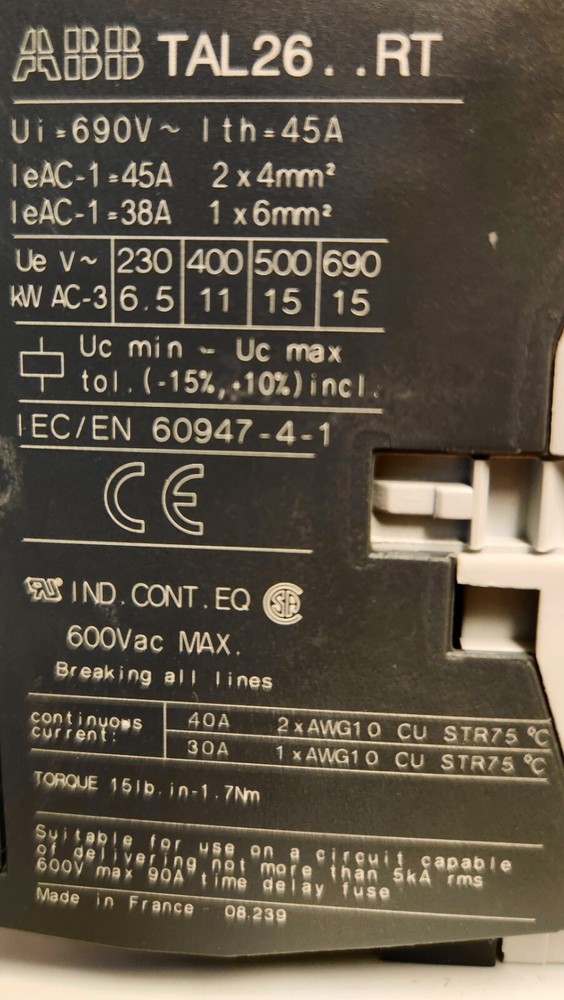 ABB TAL26..RT
Ui=690V~ Ith=45A
IeAC-1=45A 2x4mm²
IeAC-1=38A 1x6mm²
Ue V~ 230 400 500 690
kW AC-3 6.5 11 15 15
Uc min - Uc max
tol.(-15%,+10%)incl.
IEC/EN 60947-4-1
CE
RU IND.CONT.EQ SA
600Vac MAX.
Breaking all lines
continuous current: 40A 2xAWG10 CU STR75 °C
30A 1xAWG10 CU STR75 °C
TORQUE 15lb.in-1.7Nm
Suitable for use on a circuit capable
of delivering not more than 5kA rms
600V max 90A time delay fuse
Made in France 08.239